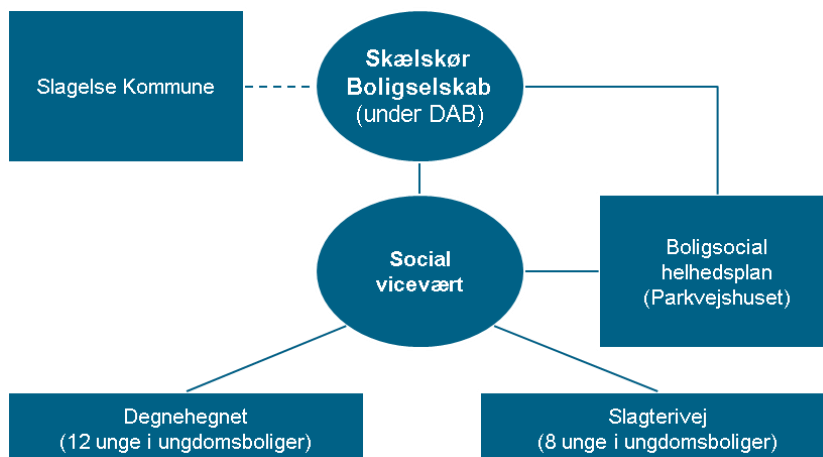 Slagelse Kommune
Skælskør
Boligselskab
(under DAB)
Social
vicevært
Boligsocial
helhedsplan
(Parkvejshuset)
Degnehegnet
(12 unge i ungdomsboliger)
Slagterivej
(8 unge i ungdomsboliger)